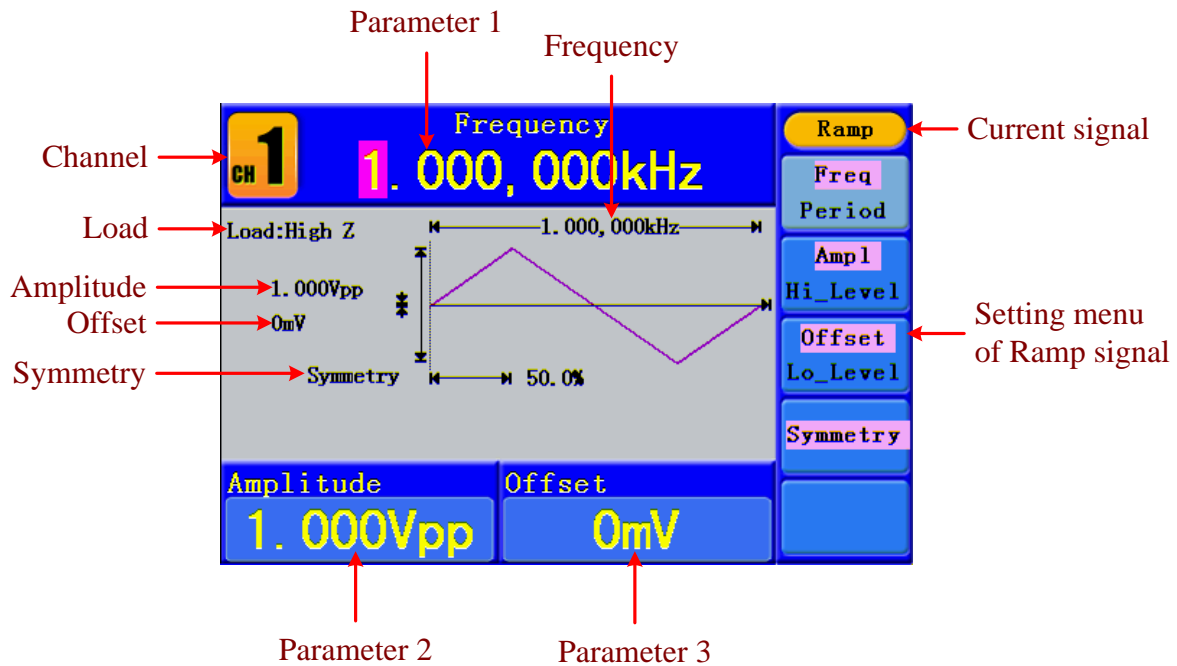 Parameter 1
Frequency
Frequency
1.000,000kHz
CH 1
Ramp
Current signal
Channel
Freq
Period
Load
Load:High Z
1.000,000kHz
Ampl
Hi_Level
Amplitude
1.000Vpp
Offset
0mV
Offset
Lo_Level
Setting menu
of Ramp signal
Symmetry
Symmetry
50.0%
Symmetry
Amplitude
1.000Vpp
Offset
0mV
Parameter 2
Parameter 3